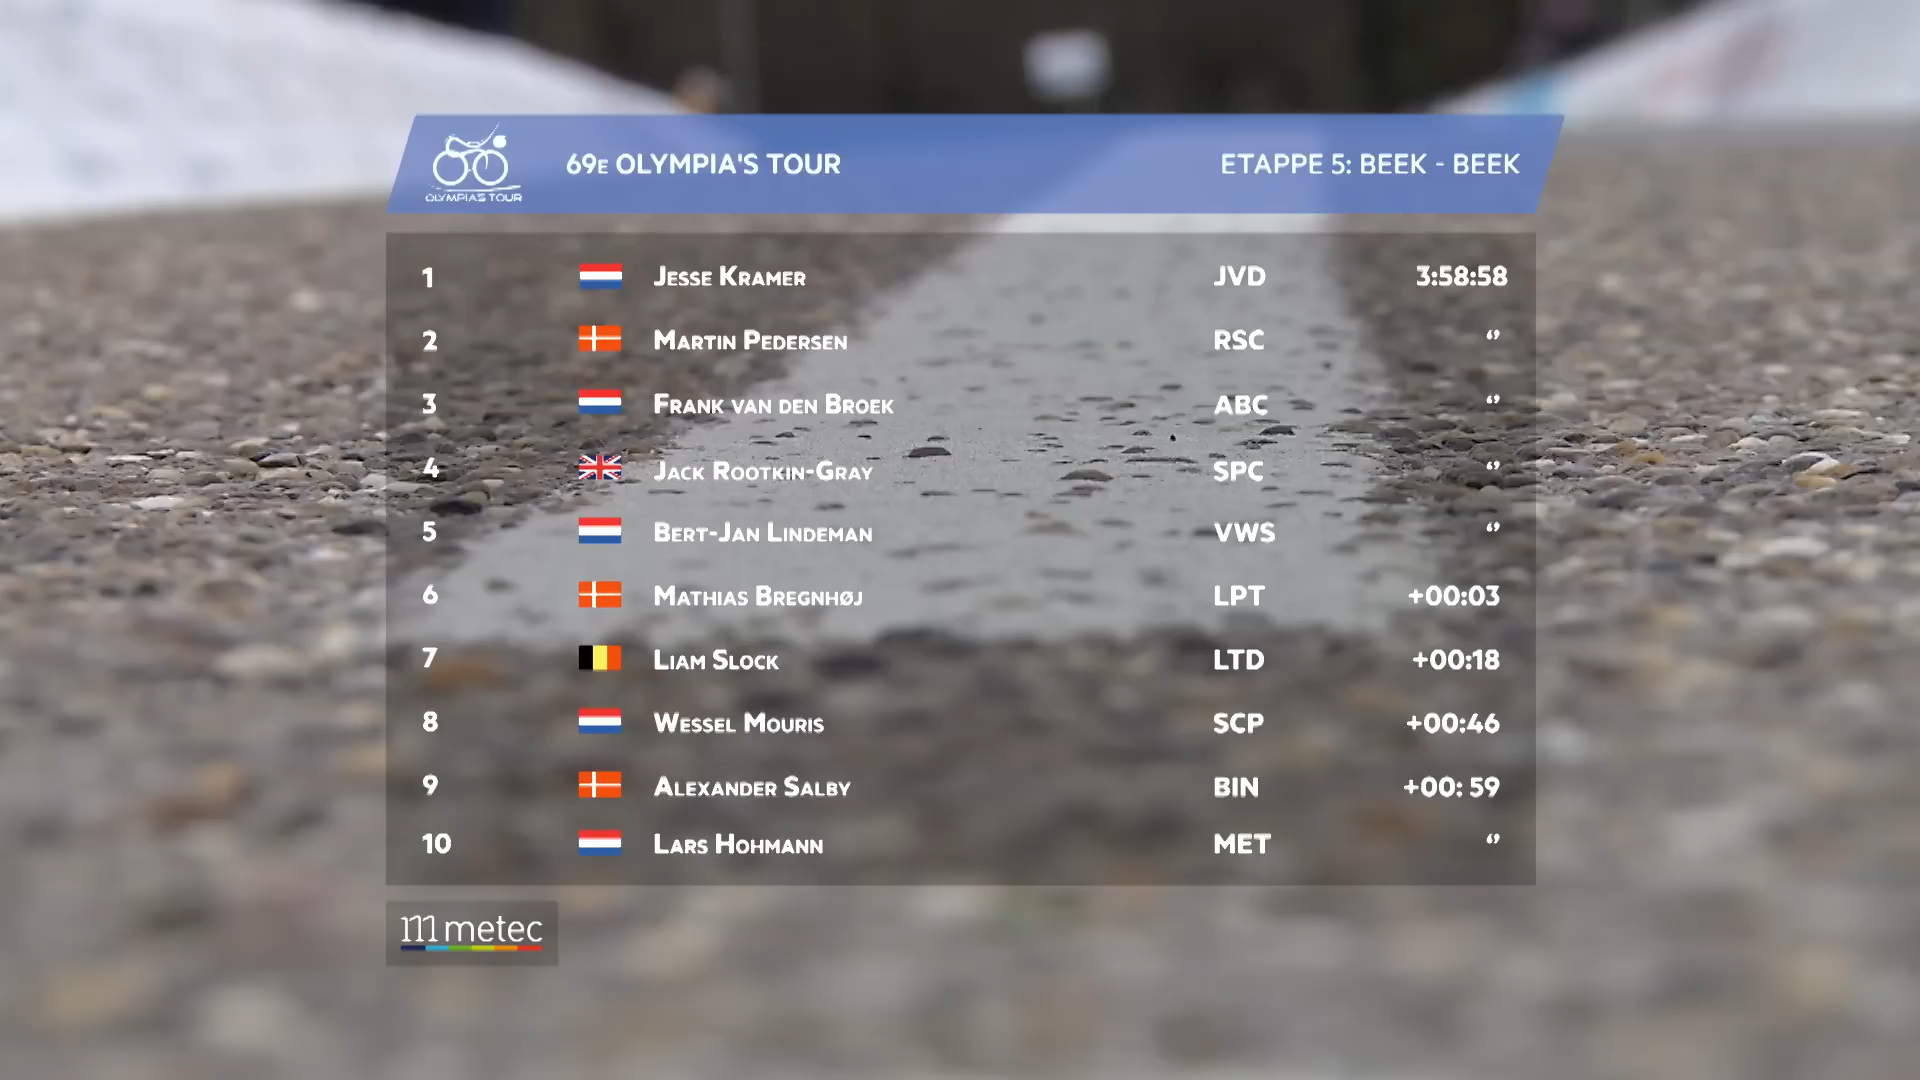 69E OLYMPIA'S TOUR ETAPPE 5: BEEK - BEEK
OLYMPIA'S TOUR
1 JESSE KRAMER JVD 3:58:58
2 MARTIN PEDERSEN RSC ‘’
3 FRANK VAN DEN BROEK ABC ‘’
4 JACK ROOTKIN-GRAY SPC ‘’
5 BERT-JAN LINDEMAN VWS ‘’
6 MATHIAS BREGNHØJ LPT +00:03
7 LIAM SLOCK LTD +00:18
8 WESSEL MOURIS SCP +00:46
9 ALEXANDER SALBY BIN +00: 59
10 LARS HOHMANN MET ‘’
metec